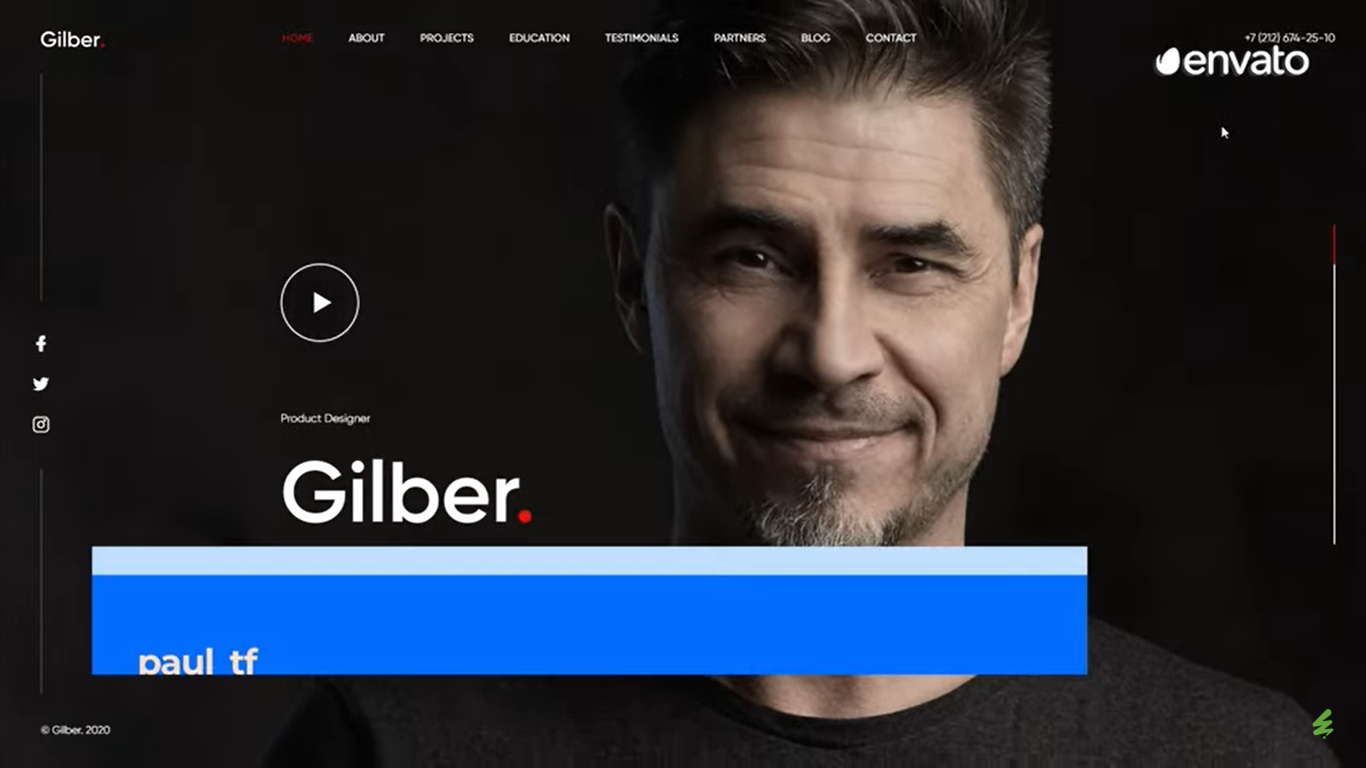 Gilber.
HOME ABOUT PROJECTS EDUCATION TESTIMONIALS PARTNERS BLOG CONTACT
+7 (212) 674-25-10
envato
Product Designer
Gilber.
paul_tf
© Gilber. 2020